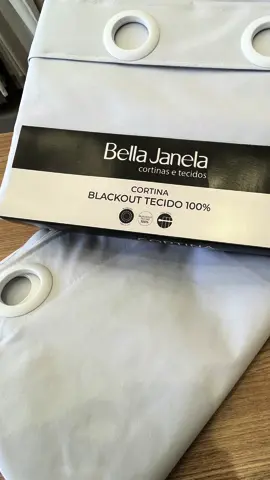 Bella Janela
cortinas e tecidos
CORTINA
BLACKOUT TECIDO 100%